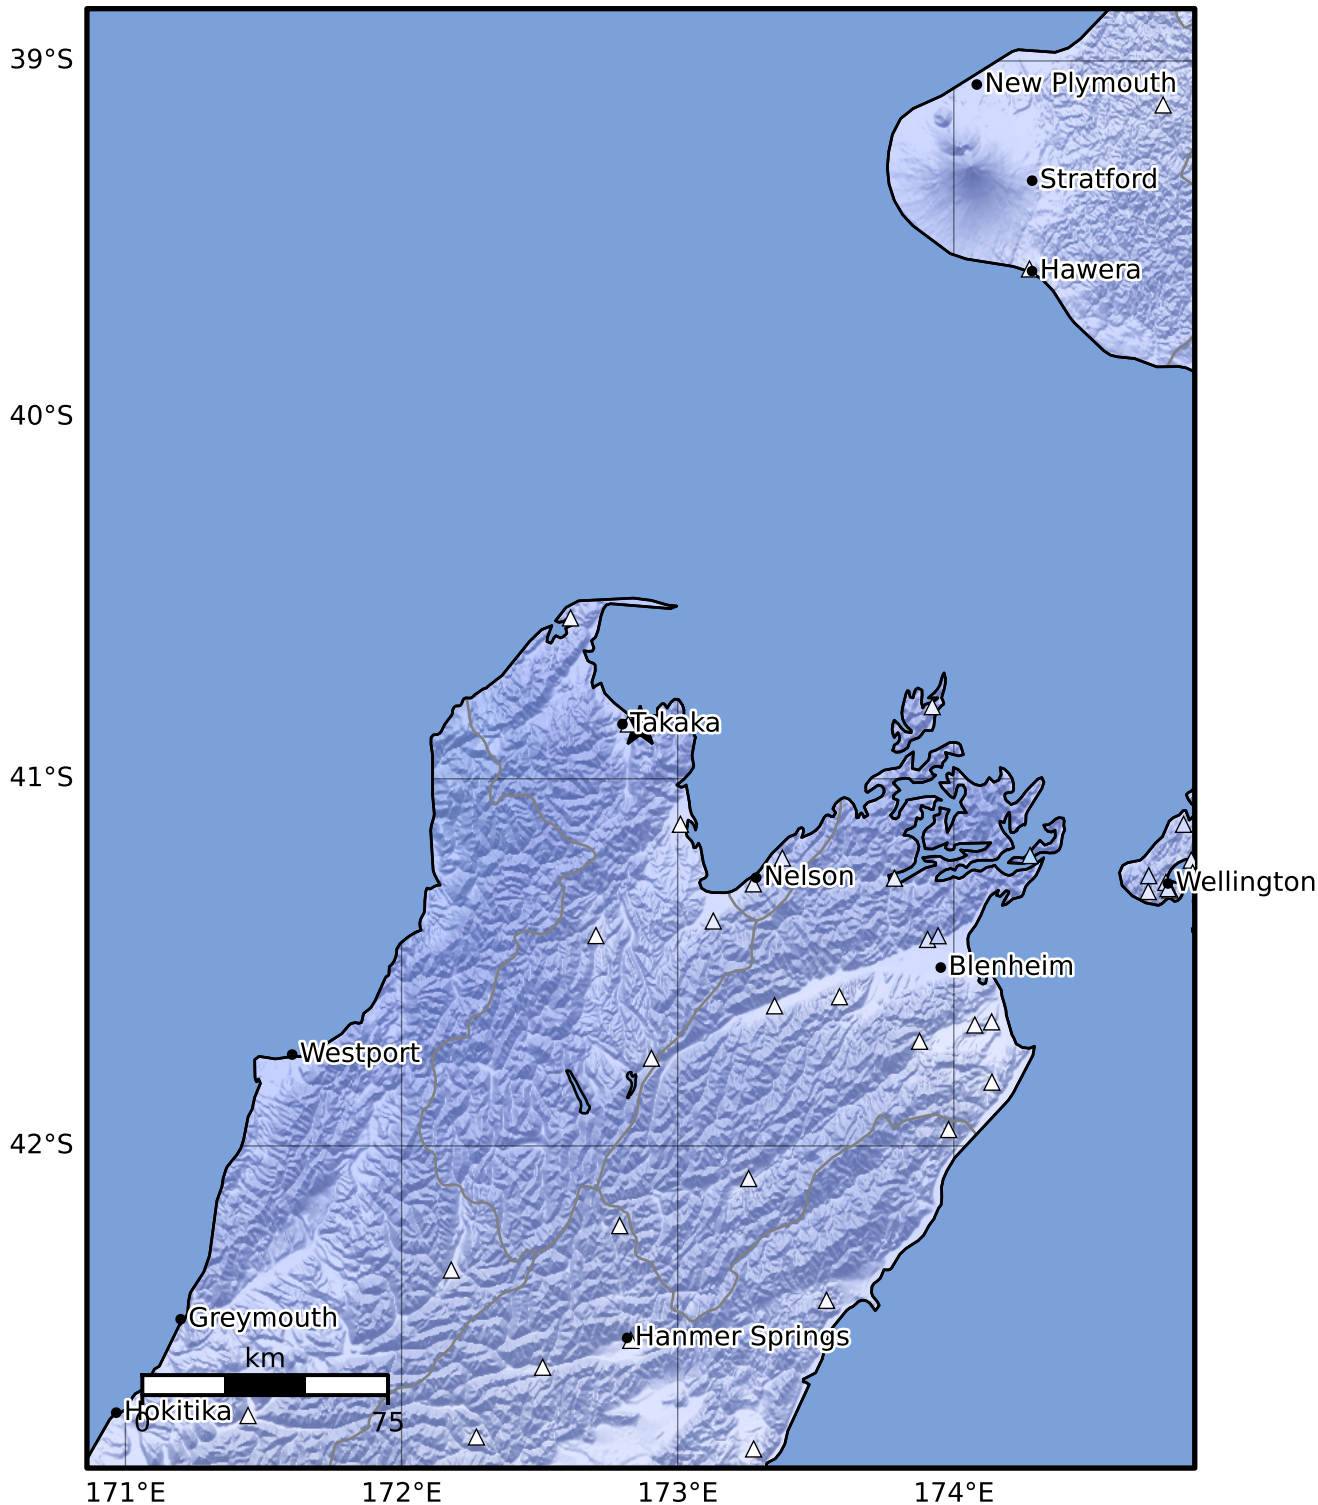 39°S
New Plymouth
Stratford
Hawera
40°S
Takaka
41°S
Nelson
Wellington
Blenheim
Westport
42°S
Greymouth
Hanmer Springs
km
Hokitika
0
75
171°E
172°E
173°E
174°E